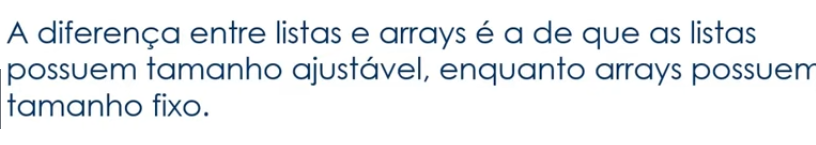 A diferença entre listas e arrays é a de que as listas
possuem tamanho ajustável, enquanto arrays possuem
tamanho fixo.